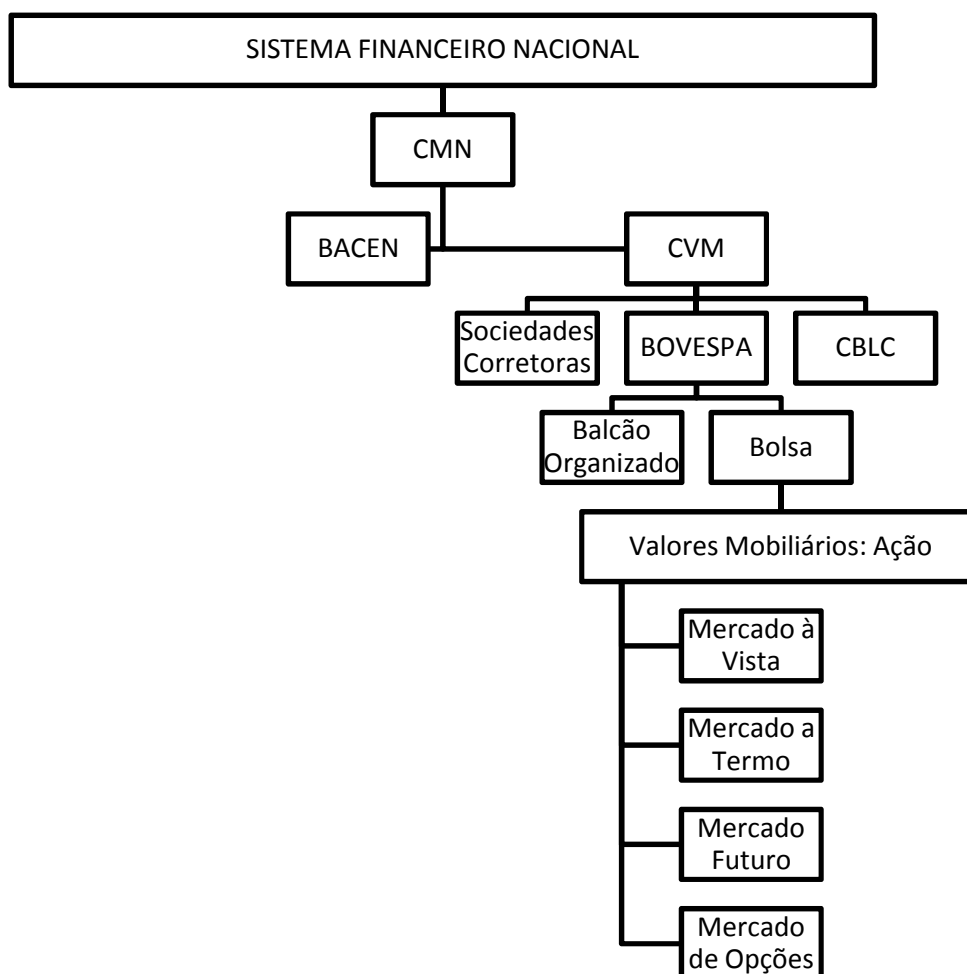 SISTEMA FINANCEIRO NACIONAL
CMN
BACEN
CVM
Sociedades
Corretoras
BOVESPA
CBLC
Balcão
Organizado
Bolsa
Valores Mobiliários: Ação
Mercado à
Vista
Mercado a
Termo
Mercado
Futuro
Mercado
de Opções